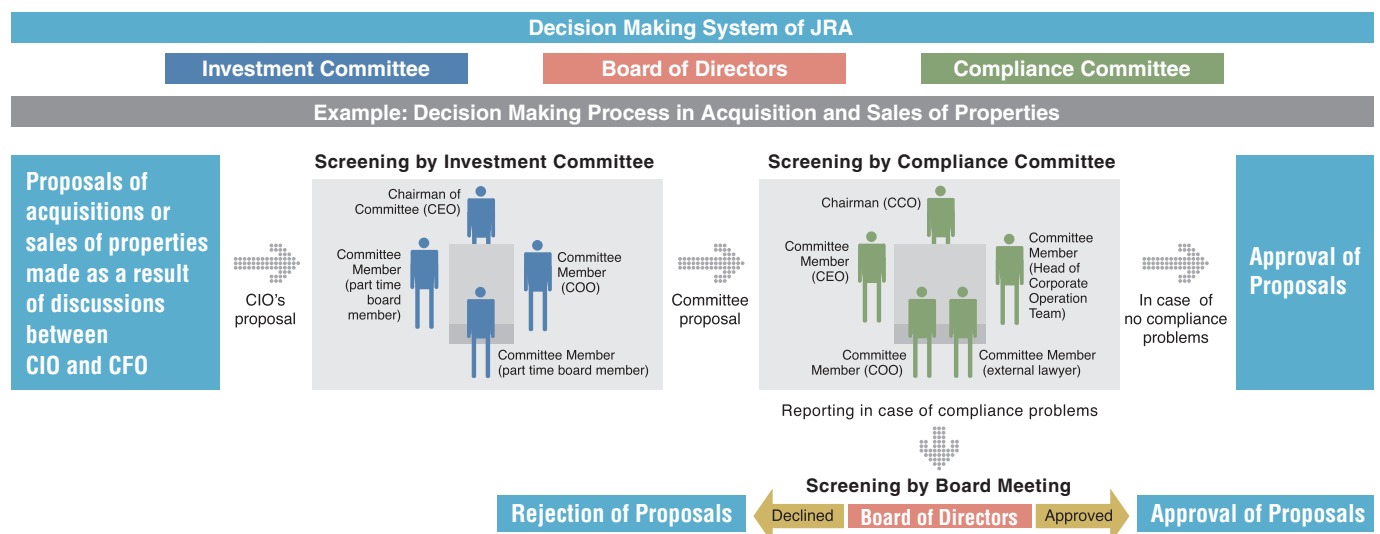 Decision Making System of JRA
Investment Committee
Board of Directors
Compliance Committee
Example: Decision Making Process in Acquisition and Sales of Properties
Proposals of
acquisitions or
sales of properties
made as a result
of discussions
between
CIO and CFO
CIO's
proposal
Screening by Investment Committee
Chairman of
Committee (CEO)
Committee
Member
(part time
board
member)
Committee
Member
(COO)
Committee Member
(part time board member)
Committee
proposal
Screening by Compliance Committee
Chairman (CCO)
Committee
Member
(CEO)
Committee
Member
(Head of
Corporate
Operation
Team)
Committee
Member (COO)
Committee Member
(external lawyer)
In case of
no compliance
problems
Approval of
Proposals
Reporting in case of compliance problems
Screening by Board Meeting
Rejection of Proposals
Declined
Board of Directors
Approved
Approval of Proposals